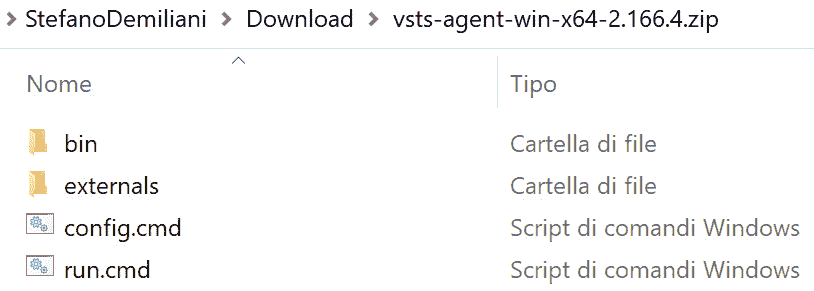 StefanoDemiliani > Download > vsts-agent-win-x64-2.166.4.zip
Nome Tipo
bin Cartella di file
externals Cartella di file
config.cmd Script di comandi Windows
run.cmd Script di comandi Windows